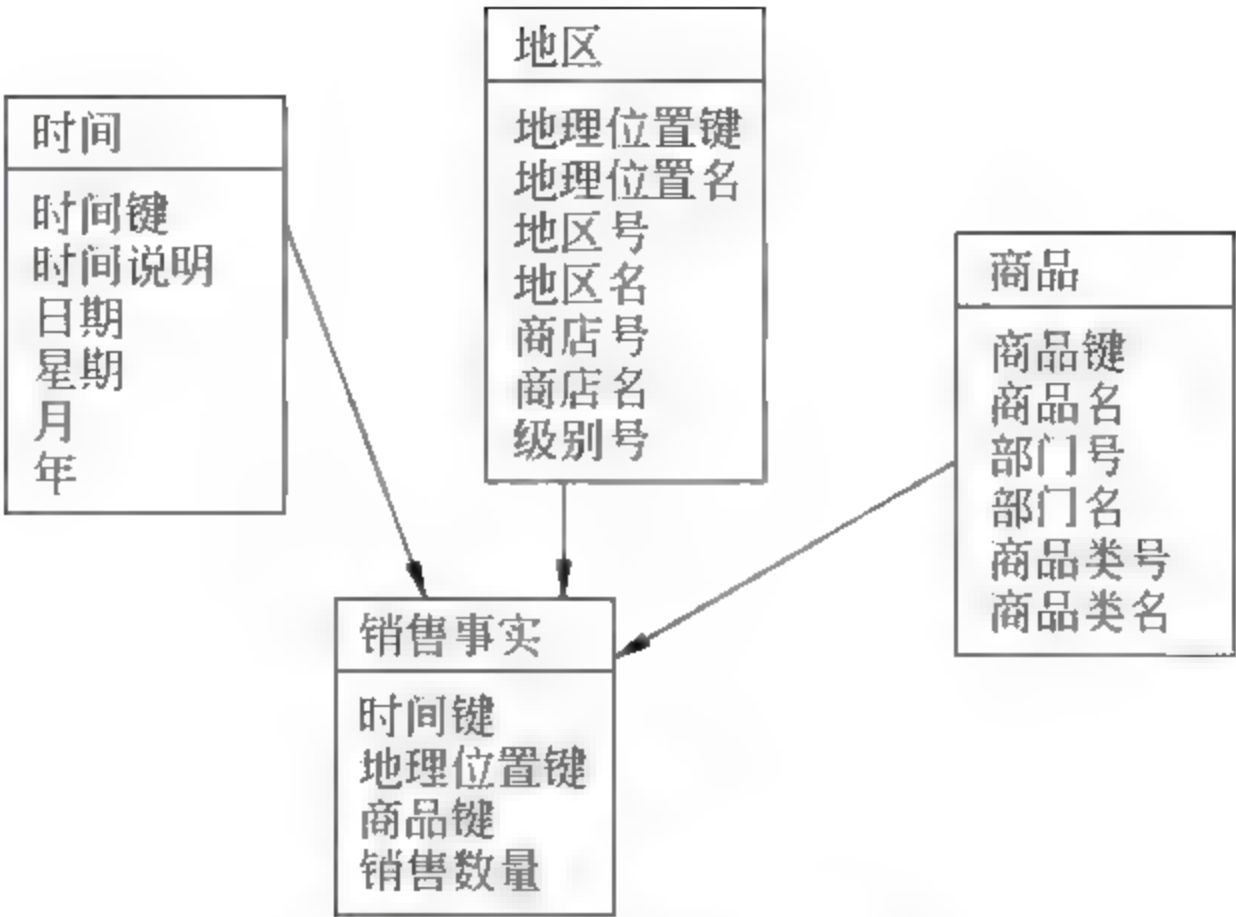 时间
时间键
时间说明
日期
星期
月
年
地区
地理位置键
地理位置名
地区号
地区名
商店号
商店名
级别号
商品
商品键
商品名
部门号
部门名
商品类号
商品类名
销售事实
时间键
地理位置键
商品键
销售数量